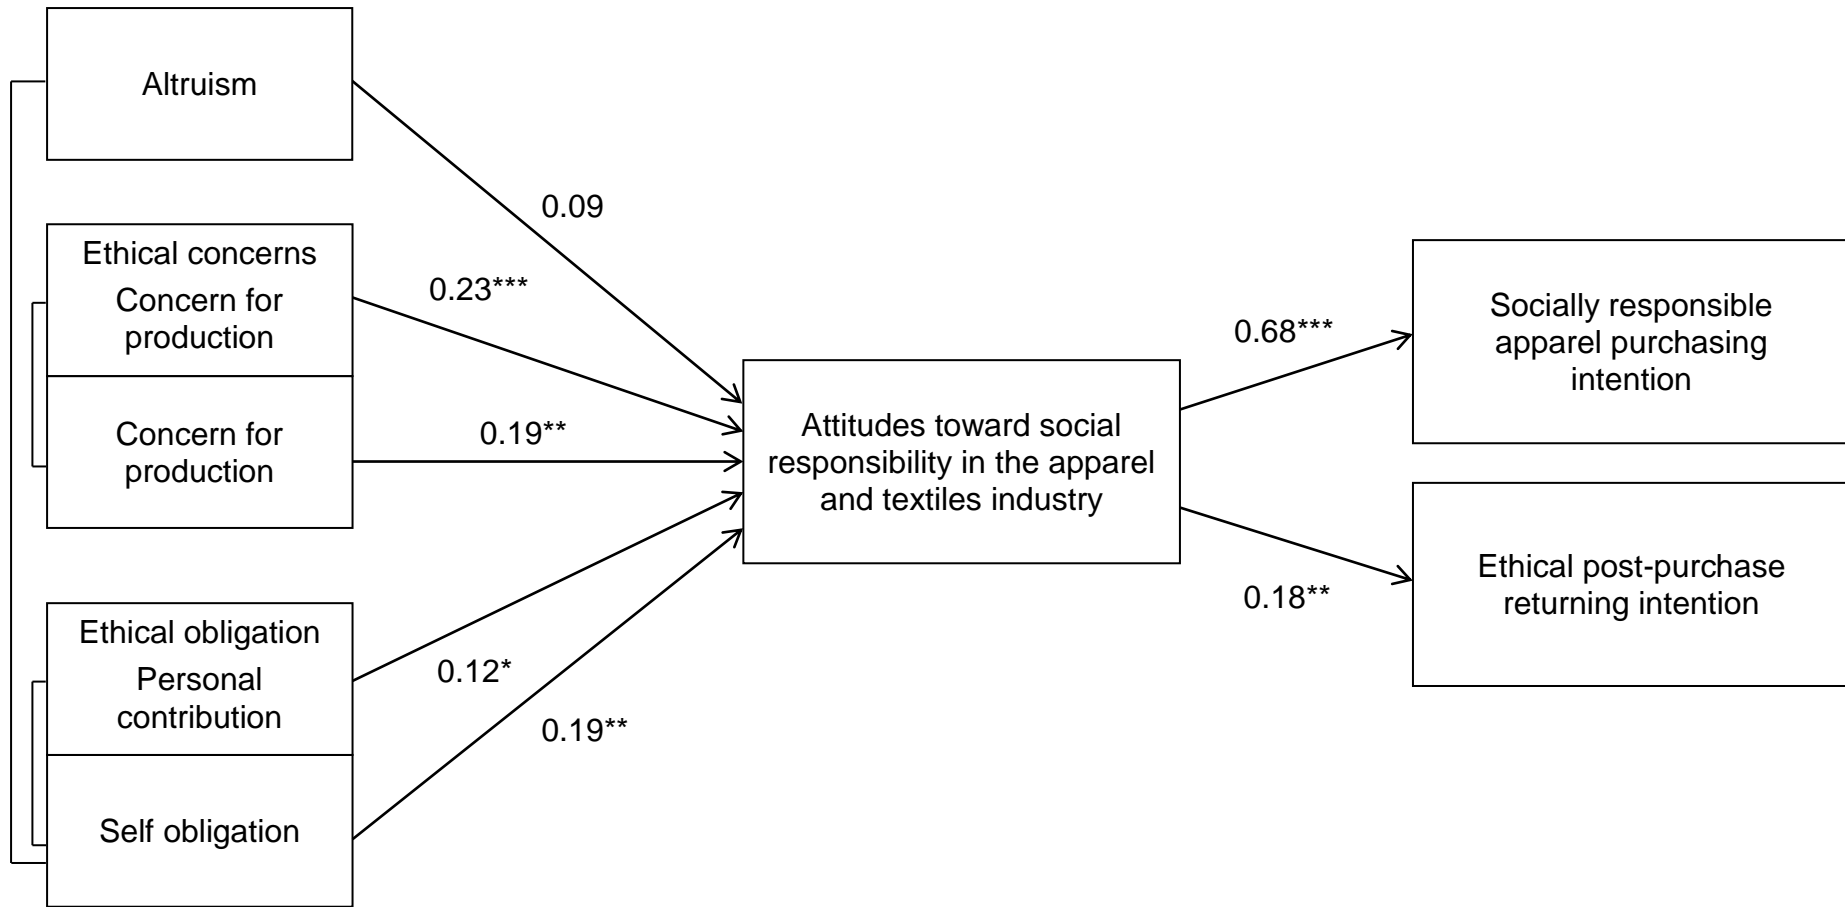 Altruism
0.09
Ethical concerns
Concern for
production
0.23***
Concern for
production
0.19**
Ethical obligation
Personal
contribution
0.12*
Self obligation
0.19**
Attitudes toward social
responsibility in the apparel
and textiles industry
0.68***
Socially responsible
apparel purchasing
intention
0.18**
Ethical post-purchase
returning intention